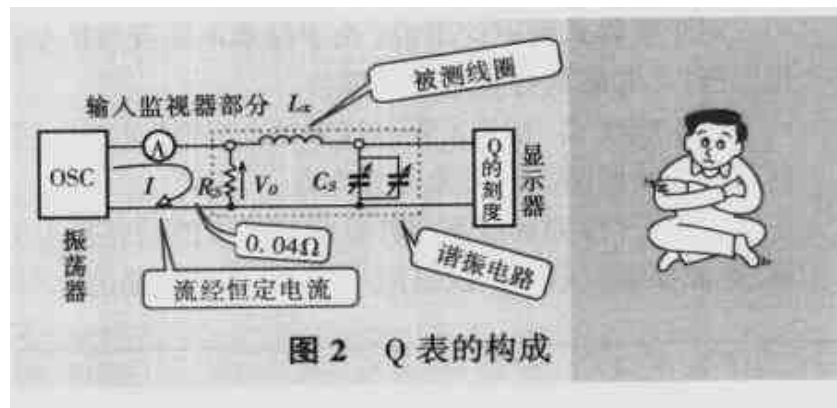 被测线圈
输入监视器部分 Lx
A
OSC
I
R₀
V₀
Cs
Q的刻度
显示器
振荡器
0.04Ω
流经恒定电流
谐振电路
图 2 Q 表的构成